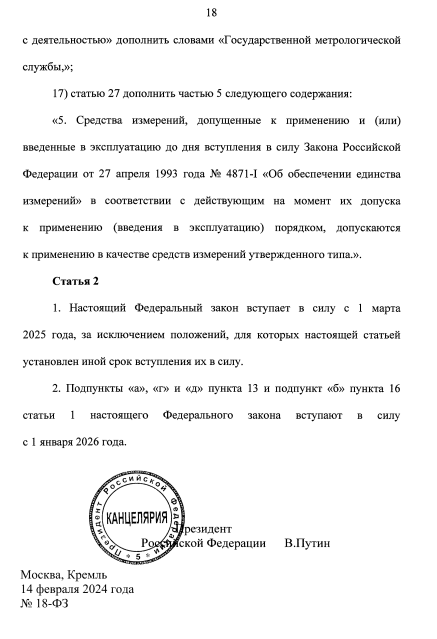 18
с деятельностью» дополнить словами «Государственной метрологической
службы,»;
17) статью 27 дополнить частью 5 следующего содержания:
«5. Средства измерений, допущенные к применению и (или)
введенные в эксплуатацию до дня вступления в силу Закона Российской
Федерации от 27 апреля 1993 года № 4871-I «Об обеспечении единства
измерений» в соответствии с действующим на момент их допуска
к применению (введения в эксплуатацию) порядком, допускаются
к применению в качестве средств измерений утвержденного типа.».
Статья 2
1. Настоящий Федеральный закон вступает в силу с 1 марта
2025 года, за исключением положений, для которых настоящей статьей
установлен иной срок вступления их в силу.
2. Подпункты «а», «г» и «д» пункта 13 и подпункт «б» пункта 16
статьи 1 настоящего Федерального закона вступают в силу
с 1 января 2026 года.
Президент Российской Федерации
КАНЦЕЛЯРИЯ
* 5 *
Президент
Российской Федерации В.Путин
Москва, Кремль
14 февраля 2024 года
№ 18-ФЗ